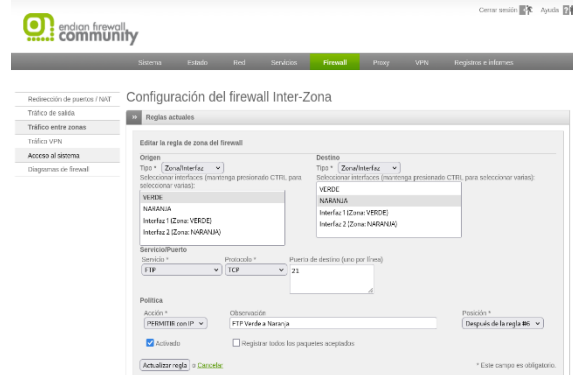 Cerrar sesión Ayuda
endian firewall
community
Sistema Estado Red Servicios Firewall Proxy VPN Registros e informes
Redirección de puertos / NAT
Tráfico de salida
Tráfico entre zonas
Tráfico VPN
Acceso al sistema
Diagramas de firewall
Configuración del firewall Inter-Zona
» Reglas actuales
Editar la regla de zona del firewall
Origen Destino
Tipo * Zona/Interfaz Tipo * Zona/Interfaz
Seleccionar interfaces (mantenga presionado CTRL para seleccionar varias): Seleccionar interfaces (mantenga presionado CTRL para seleccionar varias):
VERDE VERDE
NARANJA NARANJA
Interfaz 1 (Zona: VERDE) Interfaz 1 (Zona: VERDE)
Interfaz 2 (Zona: NARANJA) Interfaz 2 (Zona: NARANJA)
Servicio/Puerto
Servicio * Protocolo * Puerto de destino (uno por línea)
FTP TCP 21
Política
Acción * Observación Posición *
PERMITIR con IP FTP Verde a Naranja Después de la regla #6
Activado Registrar todos los paquetes aceptados
Actualizar regla o Cancelar * Este campo es obligatorio.